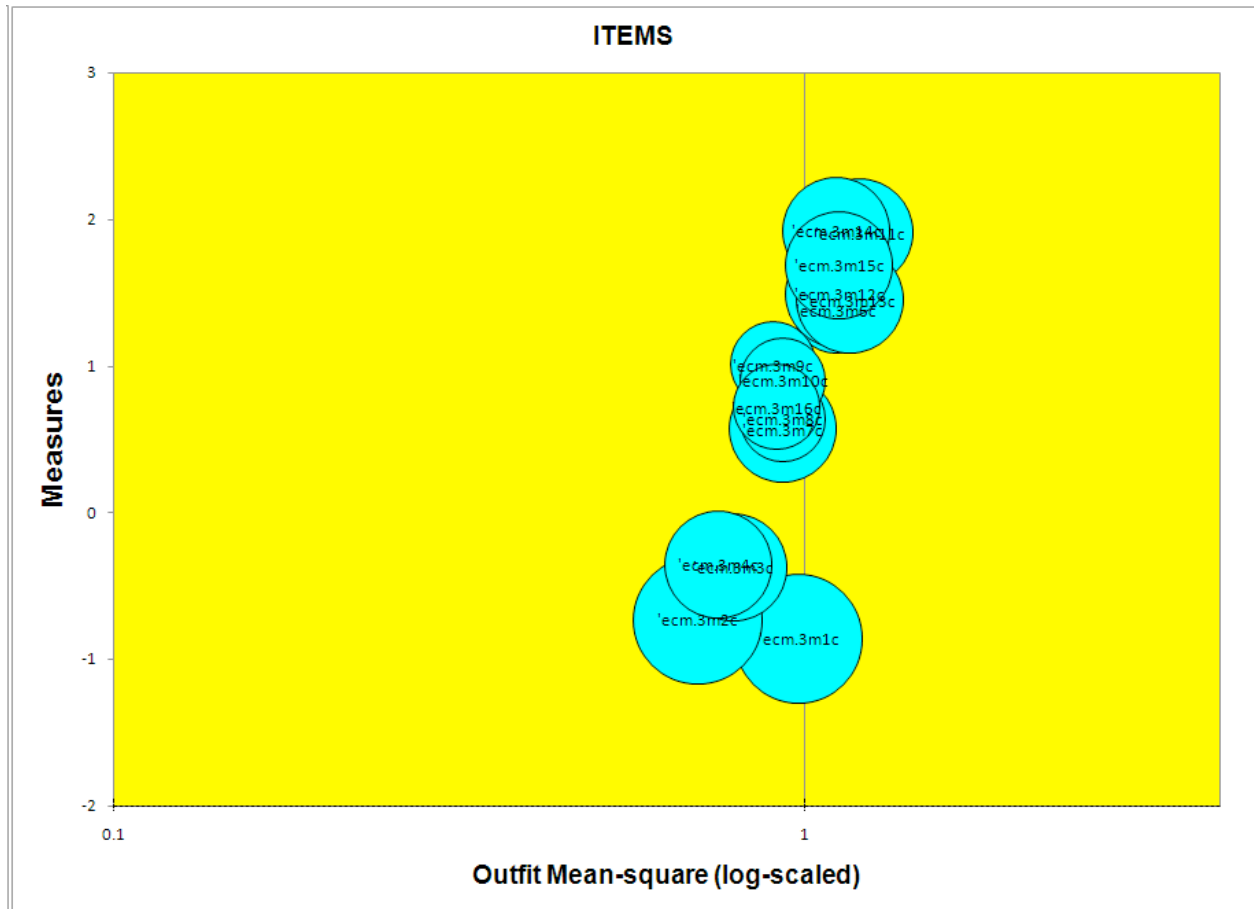 ITEMS
3
2
1
0
-1
-2
Measures
'ecm.3m14c
ecm.3m11c
'ecm.3m15c
'ecm.3m12c
ecm.3m13c
'ecm.3m6c
'ecm.3m9c
'ecm.3m10c
ecm.3m16c
'ecm.3m8c
'ecm.3m7c
'ecm.3m4c
'ecm.3m3c
'ecm.3m2c
ecm.3m1c
0.1
1
Outfit Mean-square (log-scaled)